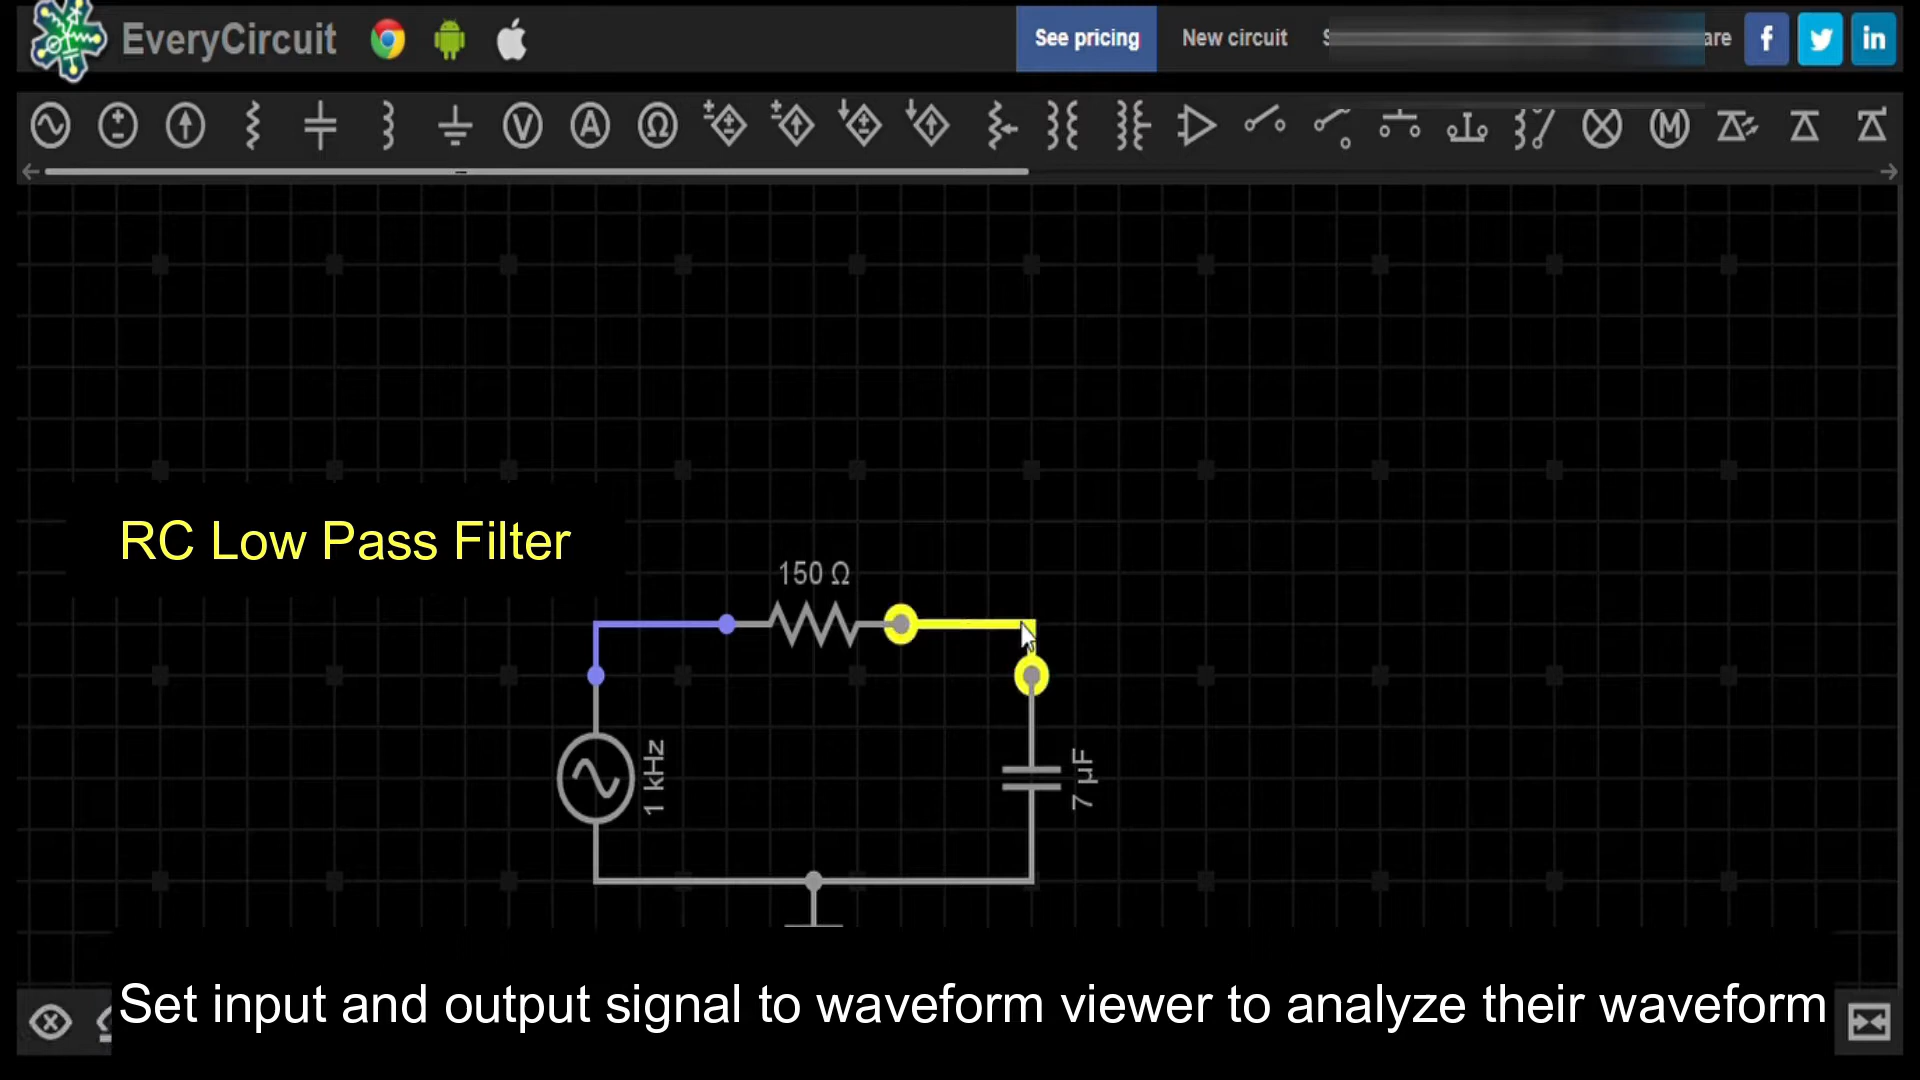 EveryCircuit
See pricing
New circuit
are
RC Low Pass Filter
150 Ω
1 kHz
7 µF
Set input and output signal to waveform viewer to analyze their waveform